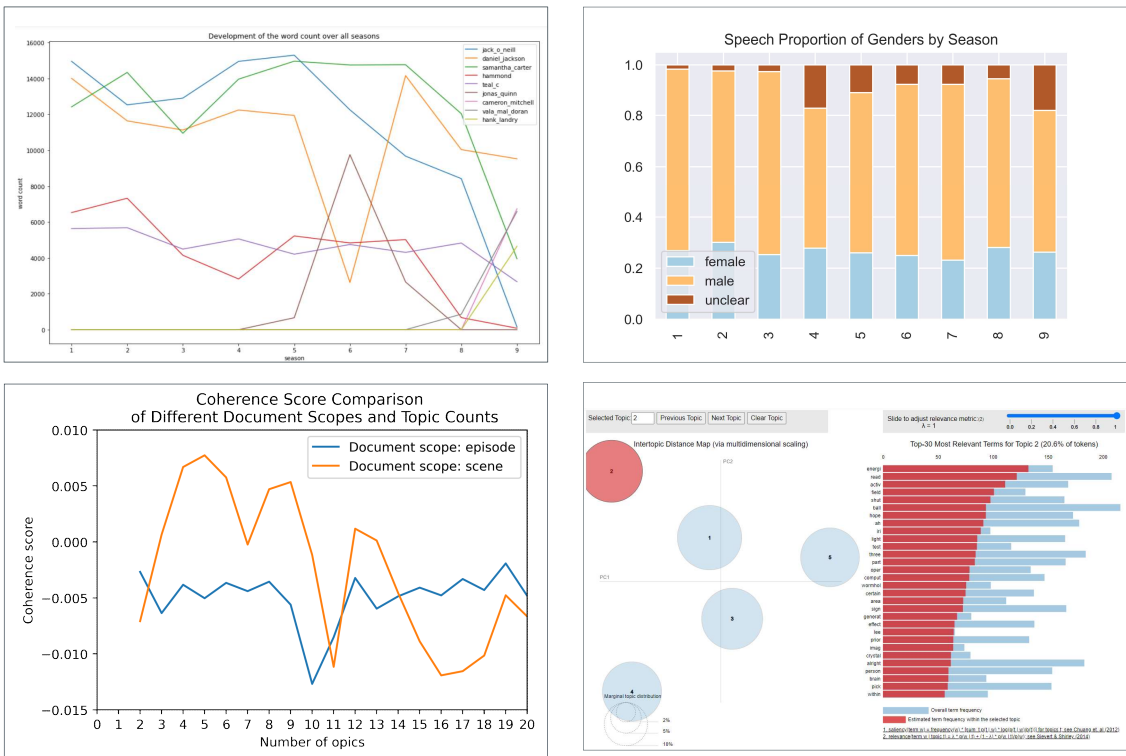 Development of the word count over all seasons
16000
14000
12000
10000
8000
6000
4000
2000
0
word count
1 2 3 4 5 6 7 8 9
season
jack_o_neill
daniel_jackson
samantha_carter
hammond
teal_c
jonas_quinn
cameron_mitchell
vala_mal_doran
hank_landry
Speech Proportion of Genders by Season
1.0
0.8
0.6
0.4
0.2
0.0
female
male
unclear
1 2 3 4 5 6 7 8 9
Coherence Score Comparison
of Different Document Scopes and Topic Counts
0.010
0.005
0.000
−0.005
−0.010
−0.015
Coherence score
Document scope: episode
Document scope: scene
0 1 2 3 4 5 6 7 8 9 10 11 12 13 14 15 16 17 18 19 20
Number of opics
Selected Topic: 2 Previous Topic Next Topic Clear Topic
Slide to adjust relevance metric:(2)
λ = 1
0.0 0.2 0.4 0.6 0.8 1
Intertopic Distance Map (via multidimensional scaling)
PC2
PC1
2
1
5
3
4
Marginal topic distribution
2%
5%
10%
Top-30 Most Relevant Terms for Topic 2 (20.6% of tokens)
0 50 100 150 200
energi
read
activ
field
shut
ball
hope
ah
light
test
three
part
oper
comput
wormhol
certain
area
sign
generat
effect
lee
prior
imag
crystal
alright
person
brain
pick
within
Overall term frequency
Estimated term frequency within the selected topic